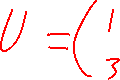 U = ( 1
3